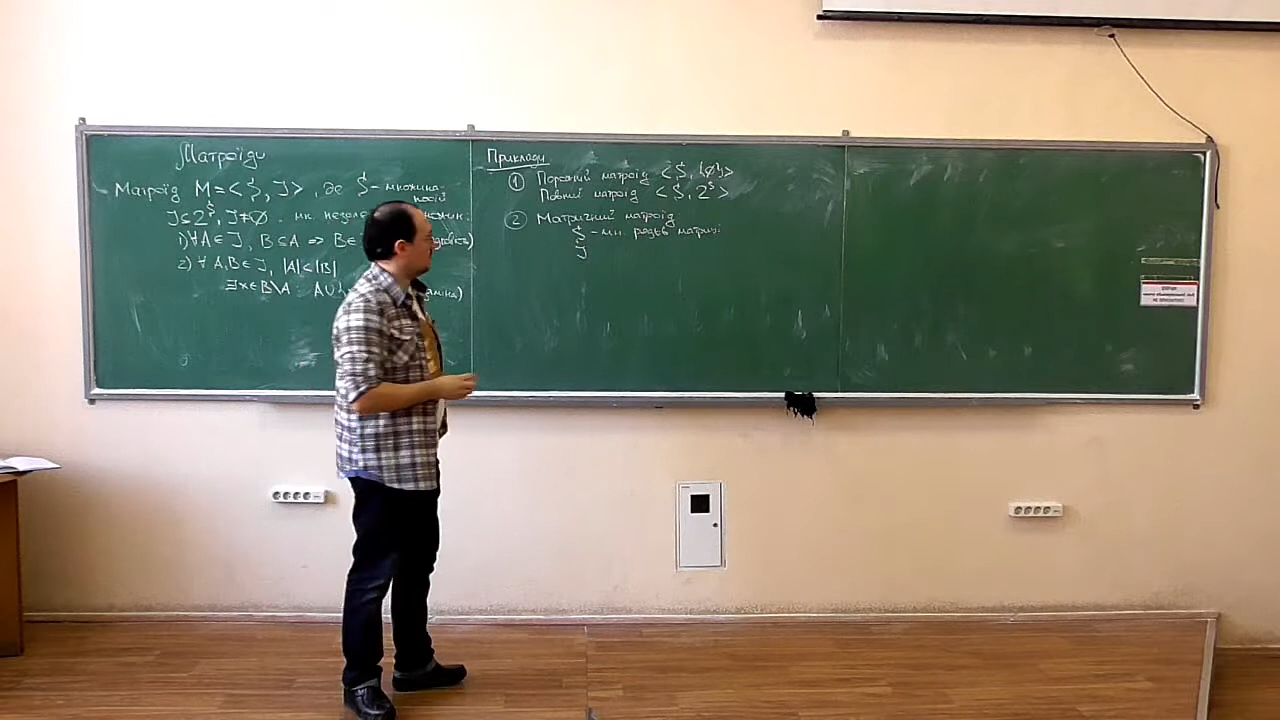 Матроїди
Матроїд M = <S, J>, де S - множина
J ⊆ 2^S, J ≠ ∅ - мн.
1) ∀A ∈ J, B ⊆ A => B ∈
2) ∀ A,B ∈ J, |A| < |B|
∃x ∈ B\A : A ∪
Приклади
① Порожній матроїд <S, {∅}>
Повний матроїд <S, 2^S>
② Матричний матроїд
S - мн. рядків матриці
J